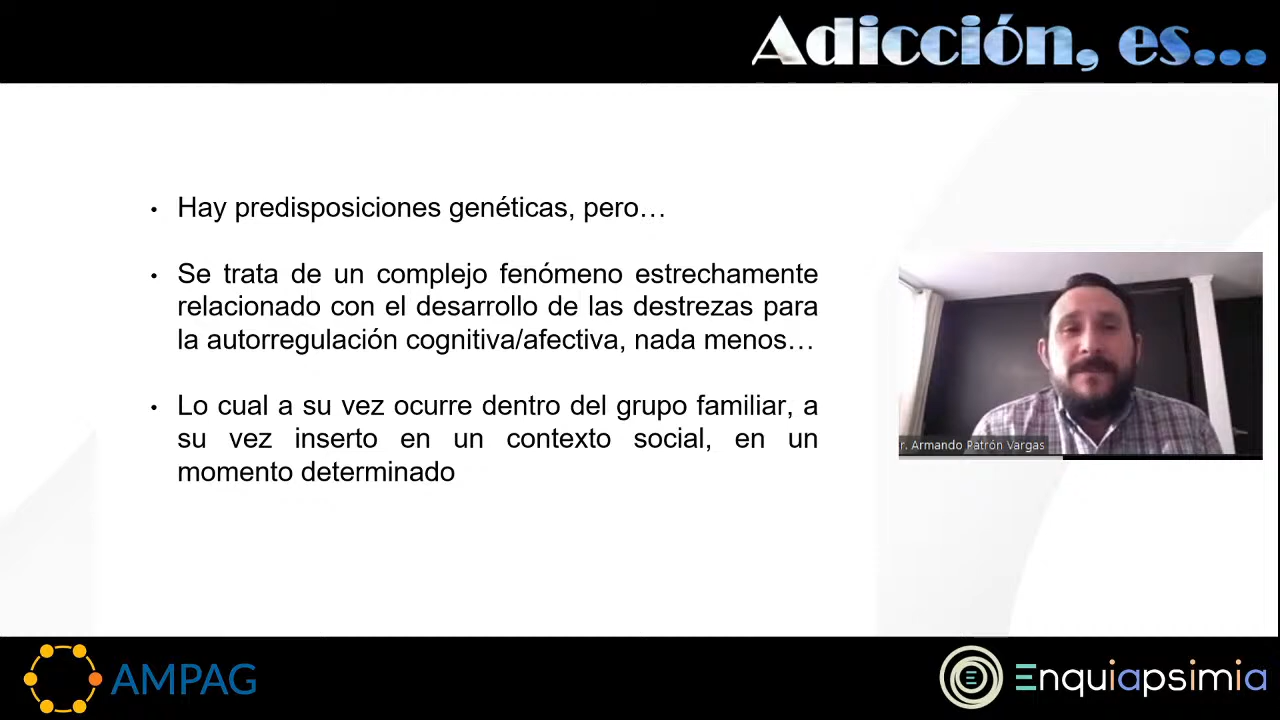 Adicción, es...
• Hay predisposiciones genéticas, pero…
• Se trata de un complejo fenómeno estrechamente
relacionado con el desarrollo de las destrezas para
la autorregulación cognitiva/afectiva, nada menos…
• Lo cual a su vez ocurre dentro del grupo familiar, a
su vez inserto en un contexto social, en un
momento determinado
r. Armando Patrón Vargas
AMPAG
Enquiapsimia